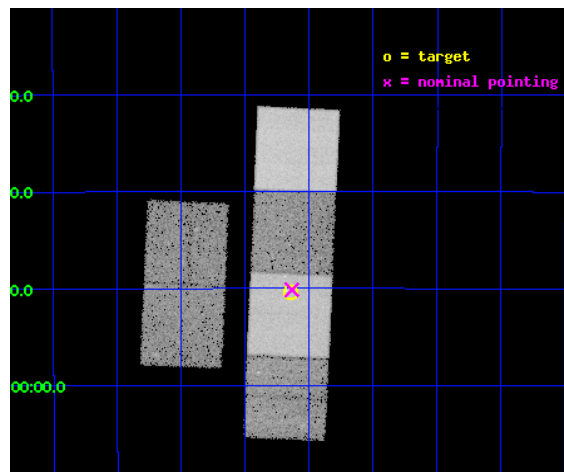 o = target
x = nominal pointing
0.0
0.0
0.0
00:00.0